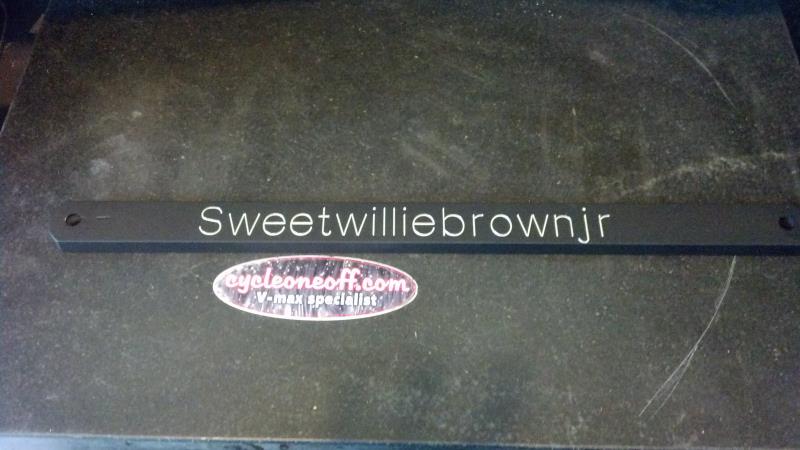 Sweetwilliebrownjr
cycleoneoff.com
V-max specialist